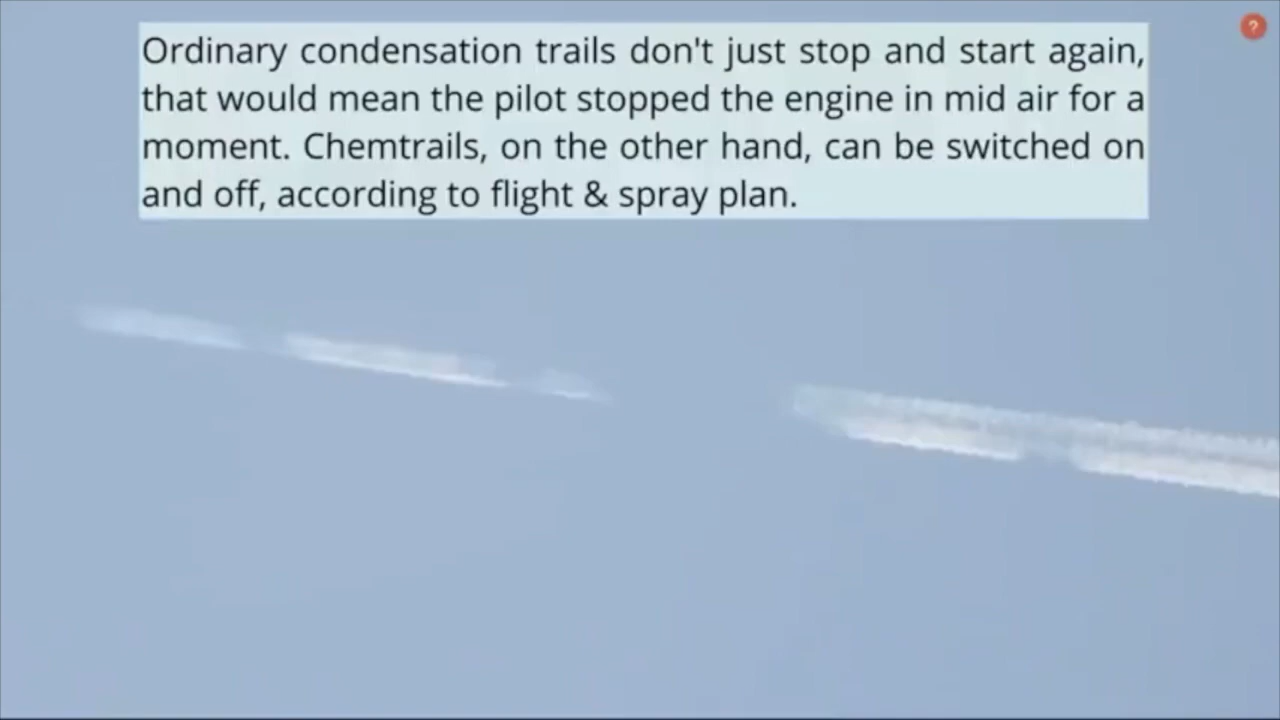 Ordinary condensation trails don't just stop and start again,
that would mean the pilot stopped the engine in mid air for a
moment. Chemtrails, on the other hand, can be switched on
and off, according to flight & spray plan.
?